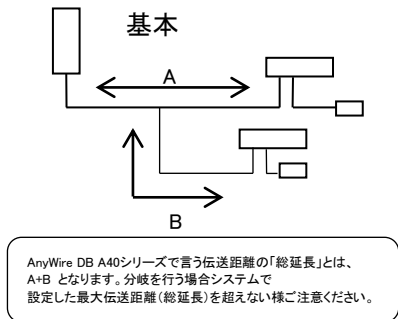 基本
A
B
AnyWire DB A40シリーズで言う伝送距離の「総延長」とは、
A+B となります。分岐を行う場合システムで
設定した最大伝送距離(総延長)を超えない様ご注意ください。